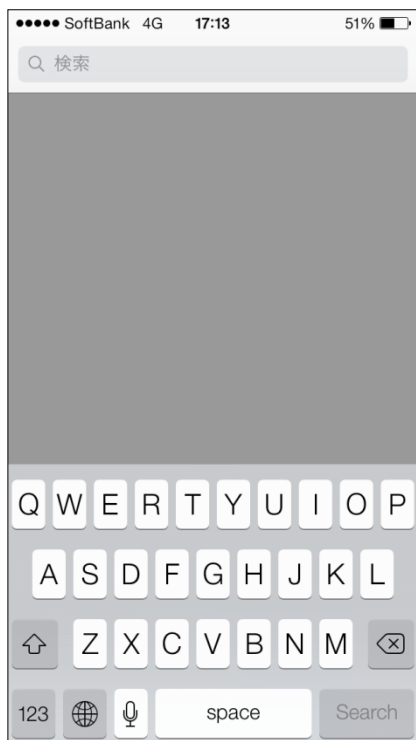 SoftBank 4G 17:13 51%
検索
Q W E R T Y U I O P
A S D F G H J K L
Z X C V B N M
123 space Search